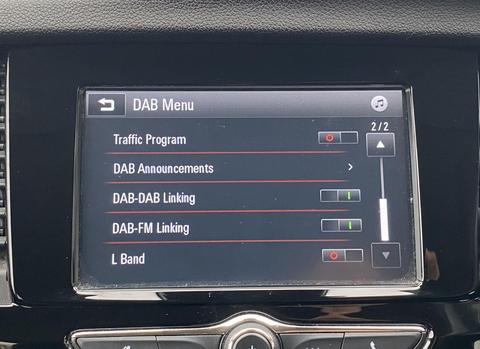 DAB Menu
2/2
Traffic Program
DAB Announcements
DAB-DAB Linking
DAB-FM Linking
L Band